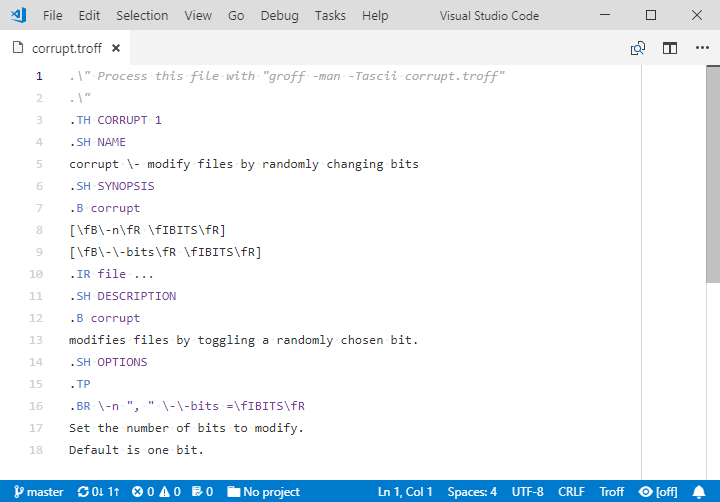 File Edit Selection View Go Debug Tasks Help Visual Studio Code
corrupt.troff
1 .\" Process this file with "groff -man -Tascii corrupt.troff"
2 .\"
3 .TH CORRUPT 1
4 .SH NAME
5 corrupt \- modify files by randomly changing bits
6 .SH SYNOPSIS
7 .B corrupt
8 [\fB\-n\fR \fIBITS\fR]
9 [\fB\-\-bits\fR \fIBITS\fR]
10 .IR file ...
11 .SH DESCRIPTION
12 .B corrupt
13 modifies files by toggling a randomly chosen bit.
14 .SH OPTIONS
15 .TP
16 .BR \-n ", " \-\-bits =\fIBITS\fR
17 Set the number of bits to modify.
18 Default is one bit.
master 0↓ 1↑ 0 0 0 No project Ln 1, Col 1 Spaces: 4 UTF-8 CRLF Troff [off]